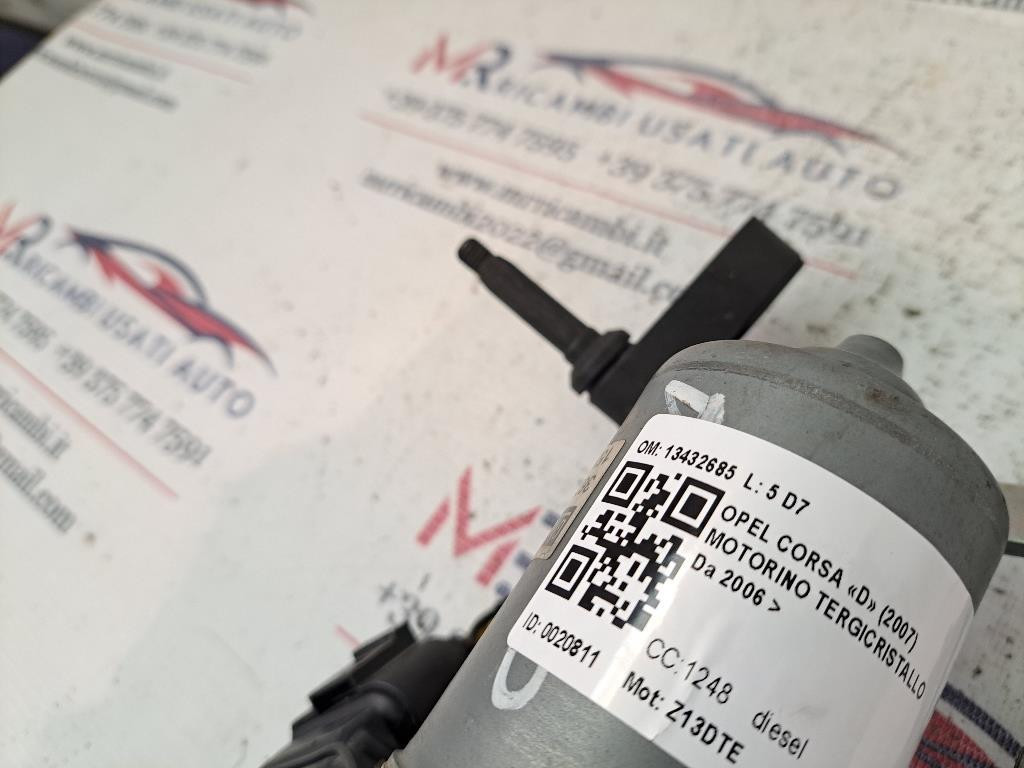 MRRICAMBI USATI AUTO
+39 375 774 7595 +39 375 774 7591
www.mrricambi.it
mrricambi2022@gmail.com
RICAMBI USATI AUTO
+39 375 774 7591
OM: 13432685 L: 5 D7
OPEL CORSA «D» (2007)
MOTORINO TERGICRISTALLO
Da 2006 >
ID: 0020811
CC:1248 diesel
Mot: Z13DTE